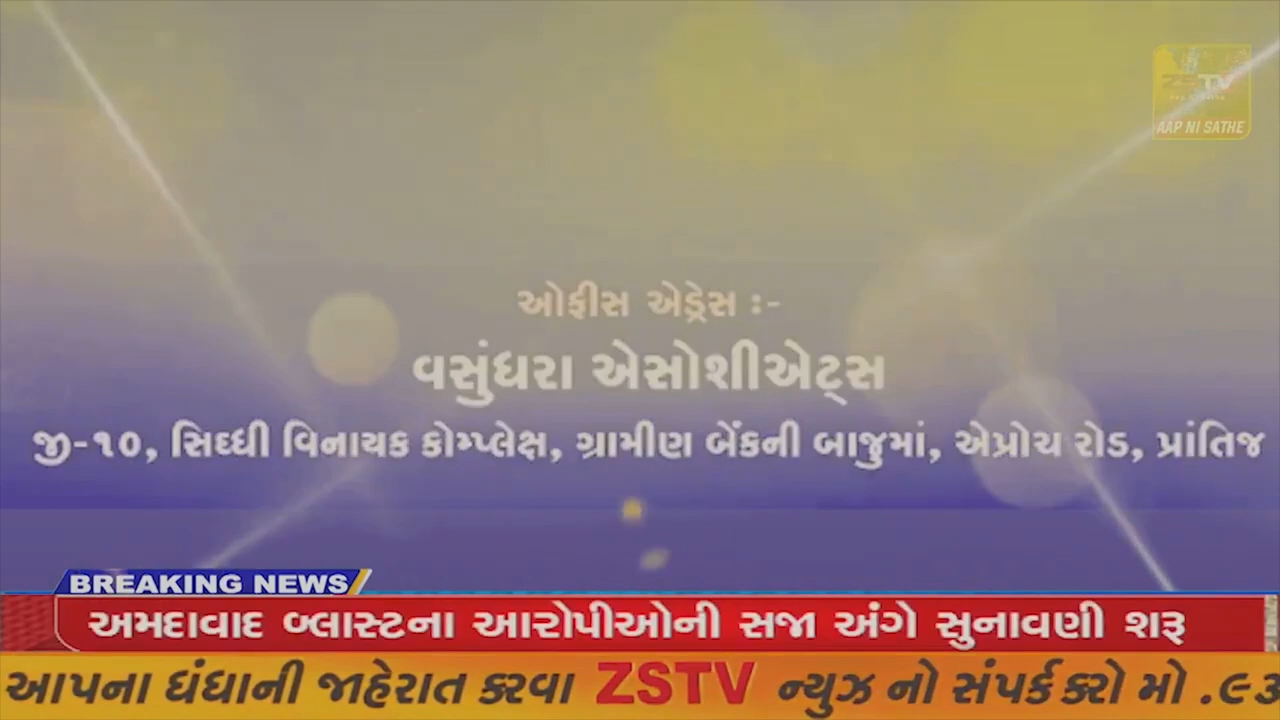 ZSTV
AAP NI SATHE
ઓફીસ એડ્રેસ :-
વસુંધરા એસોશીએટ્સ
જી-૧૦, સિધ્ધી વિનાયક કોમ્પ્લેક્ષ, ગ્રામીણ બેંકની બાજુમાં, એપ્રોચ રોડ, પ્રાંતિજ
BREAKING NEWS
અમદાવાદ બ્લાસ્ટના આરોપીઓની સજા અંગે સુનાવણી શરૂ
આપના ધંધાની જાહેરાત કરવા ZSTV ન્યુઝ નો સંપર્ક કરો મો .૯૩